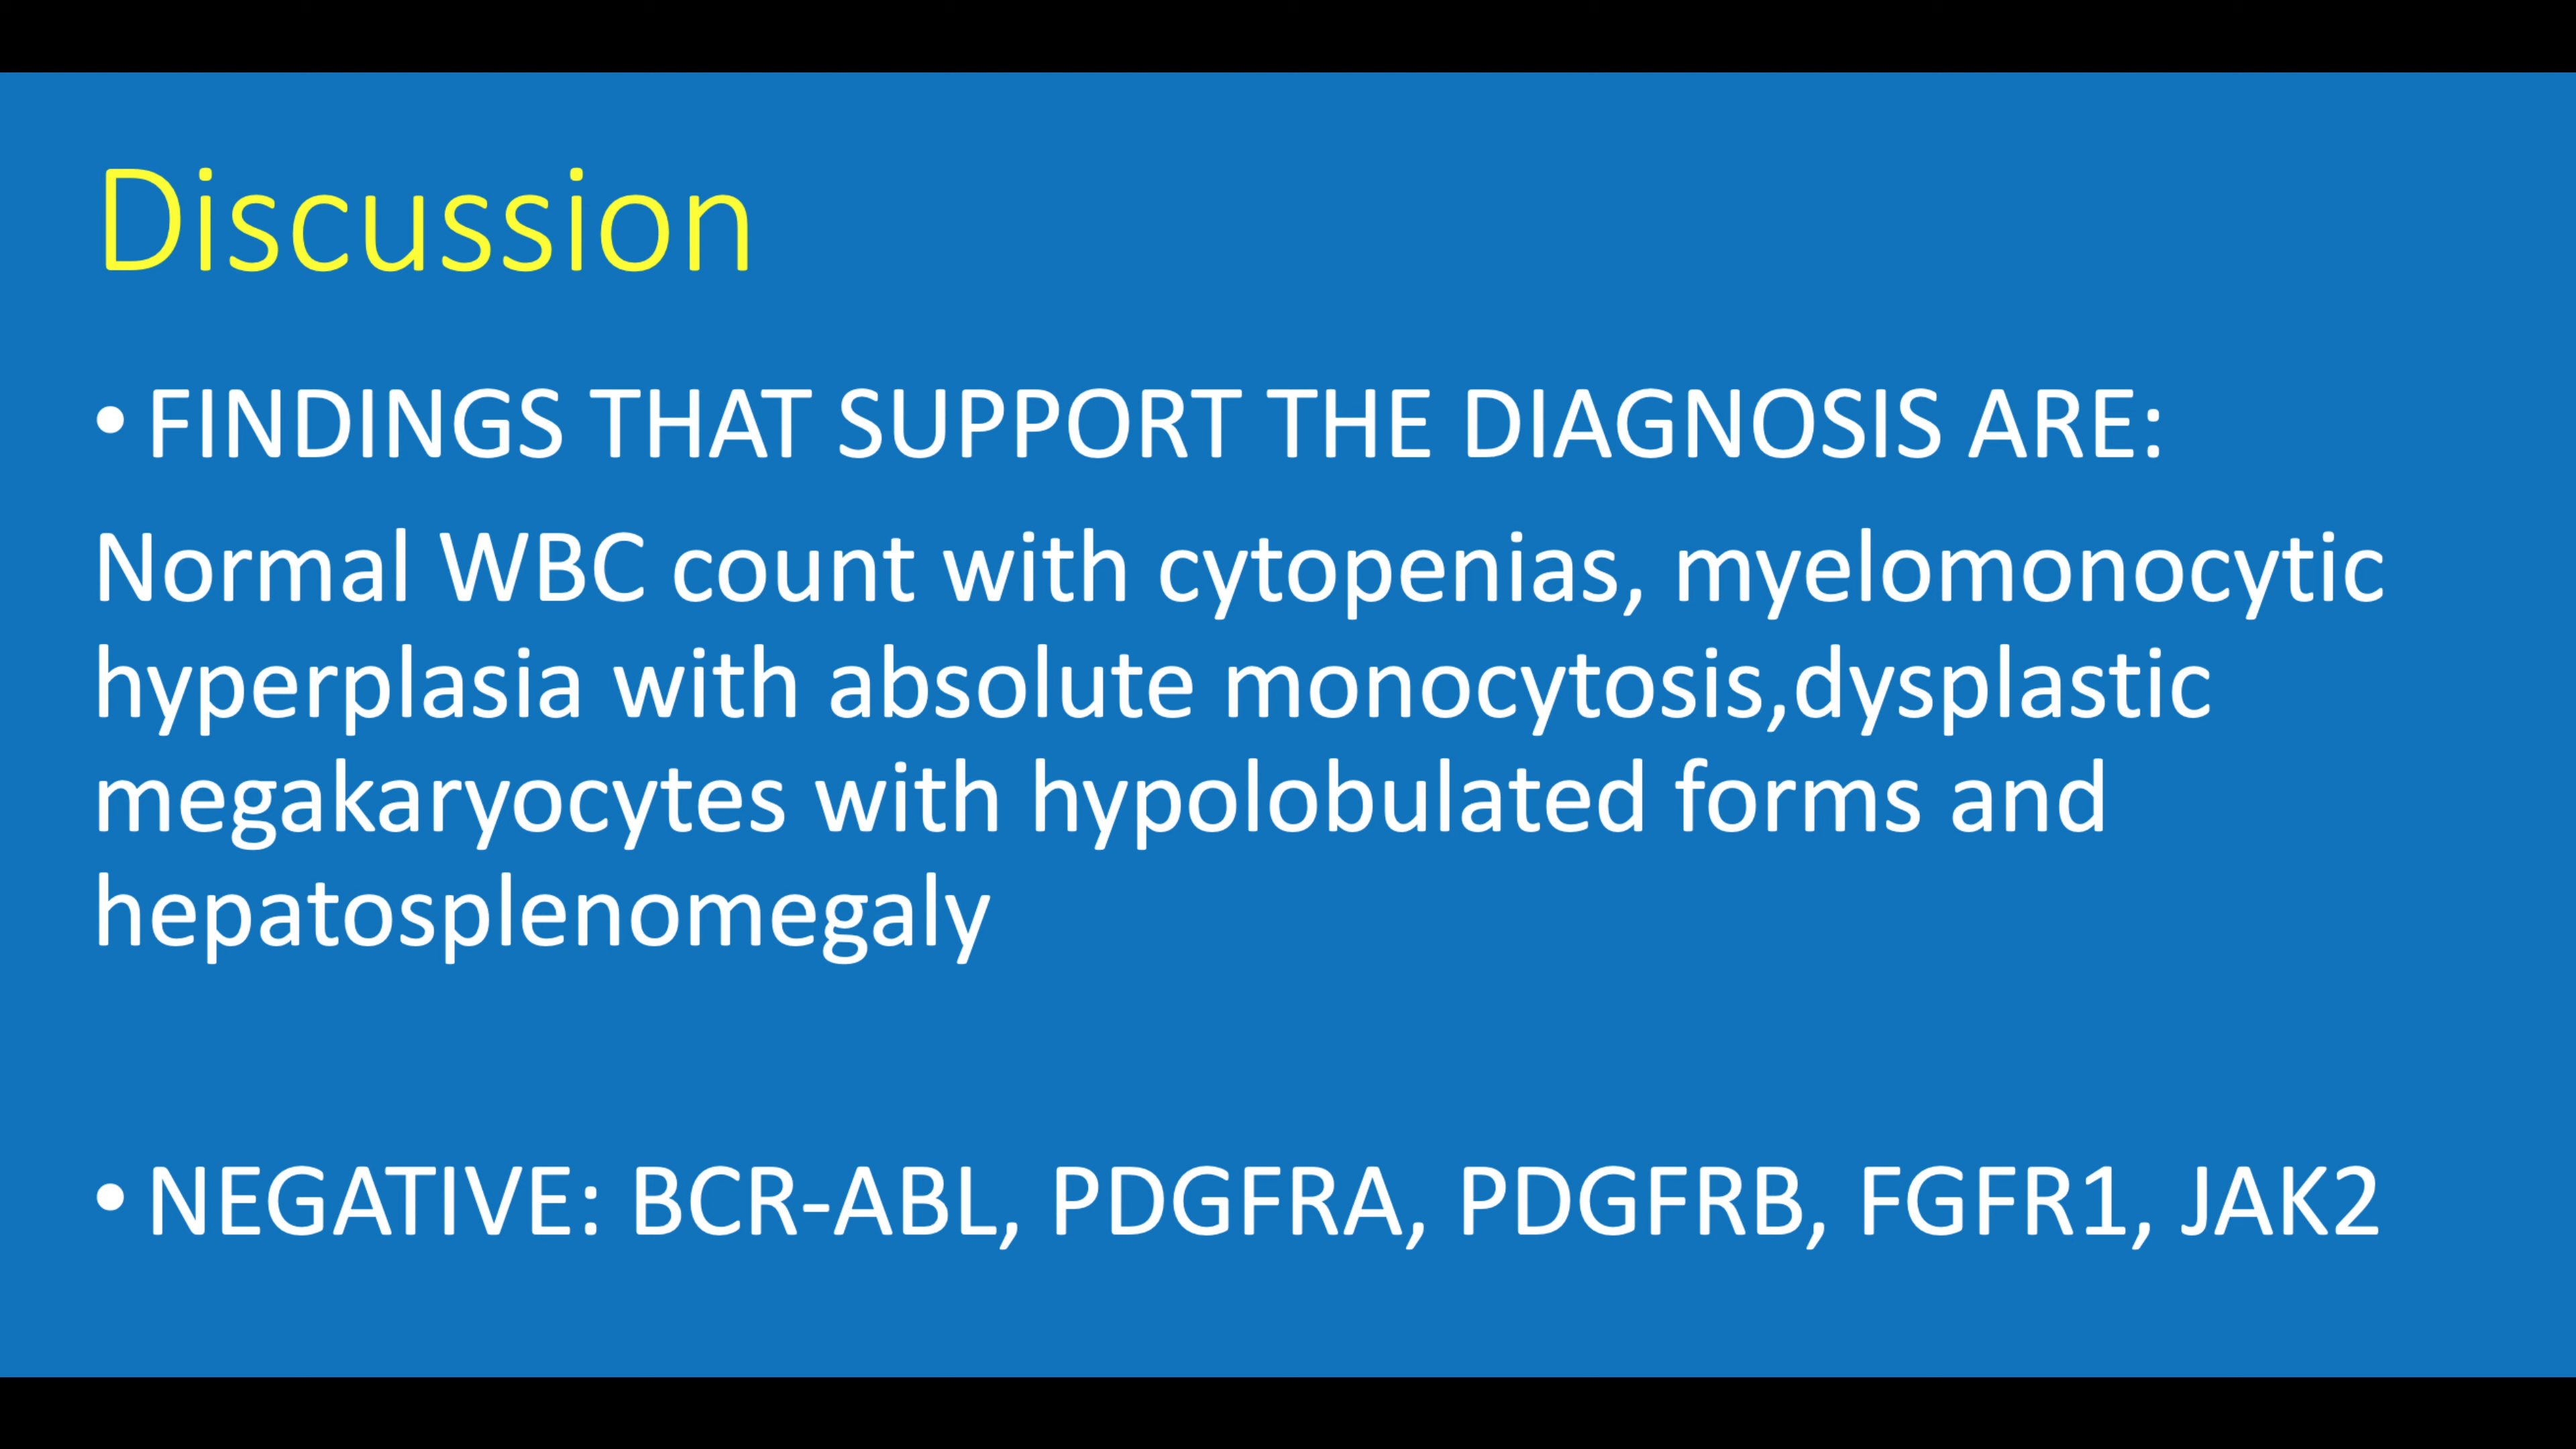 Discussion
• FINDINGS THAT SUPPORT THE DIAGNOSIS ARE:
Normal WBC count with cytopenias, myelomonocytic
hyperplasia with absolute monocytosis,dysplastic
megakaryocytes with hypolobulated forms and
hepatosplenomegaly
• NEGATIVE: BCR-ABL, PDGFRA, PDGFRB, FGFR1, JAK2